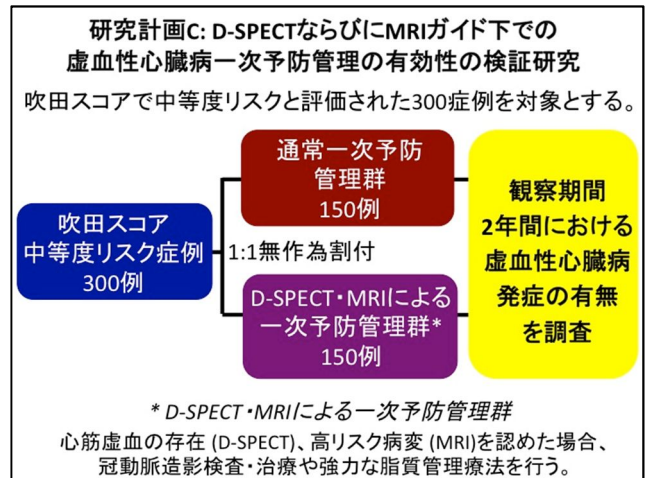 研究計画C: D-SPECTならびにMRIガイド下での
虚血性心臓病一次予防管理の有効性の検証研究
吹田スコアで中等度リスクと評価された300症例を対象とする。
吹田スコア
中等度リスク症例
300例
1:1無作為割付
通常一次予防
管理群
150例
D-SPECT・MRIによる
一次予防管理群*
150例
観察期間
2年間における
虚血性心臓病
発症の有無
を調査
* D-SPECT・MRIによる一次予防管理群
心筋虚血の存在 (D-SPECT)、高リスク病変 (MRI)を認めた場合、
冠動脈造影検査・治療や強力な脂質管理療法を行う。